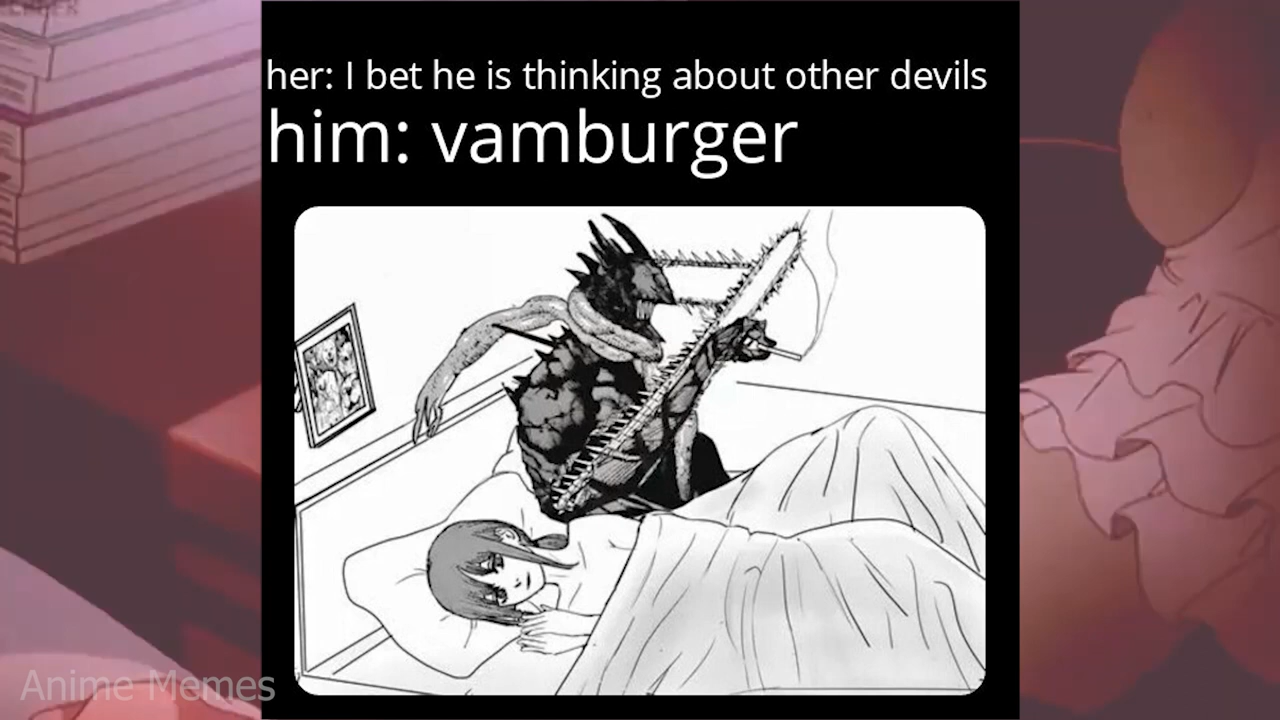 her: I bet he is thinking about other devils
him: vamburger
Anime Memes